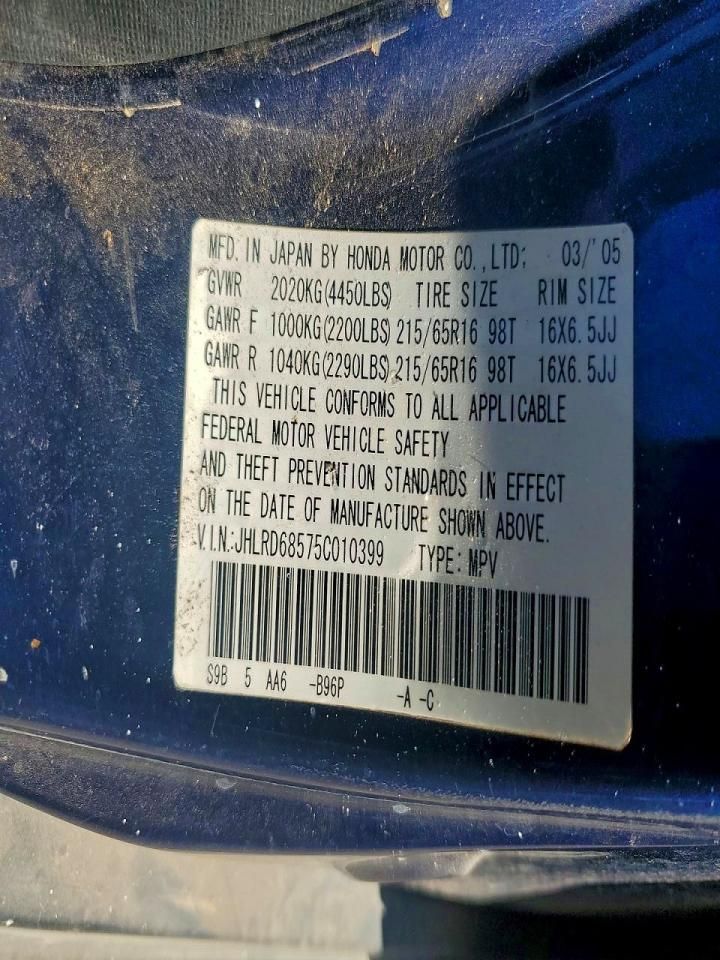 MFD. IN JAPAN BY HONDA MOTOR CO.,LTD: 03/'05
GVWR 2020KG(4450LBS) TIRE SIZE RIM SIZE
GAWR F 1000KG(2200LBS) 215/65R16 98T 16X6.5JJ
GAWR R 1040KG(2290LBS) 215/65R16 98T 16X6.5JJ
THIS VEHICLE CONFORMS TO ALL APPLICABLE
FEDERAL MOTOR VEHICLE SAFETY
AND THEFT PREVENTION STANDARDS IN EFFECT
ON THE DATE OF MANUFACTURE SHOWN ABOVE.
V.I.N.:JHLRD68575C010399 TYPE: MPV
S9B 5 AA6 -B96P -A -C